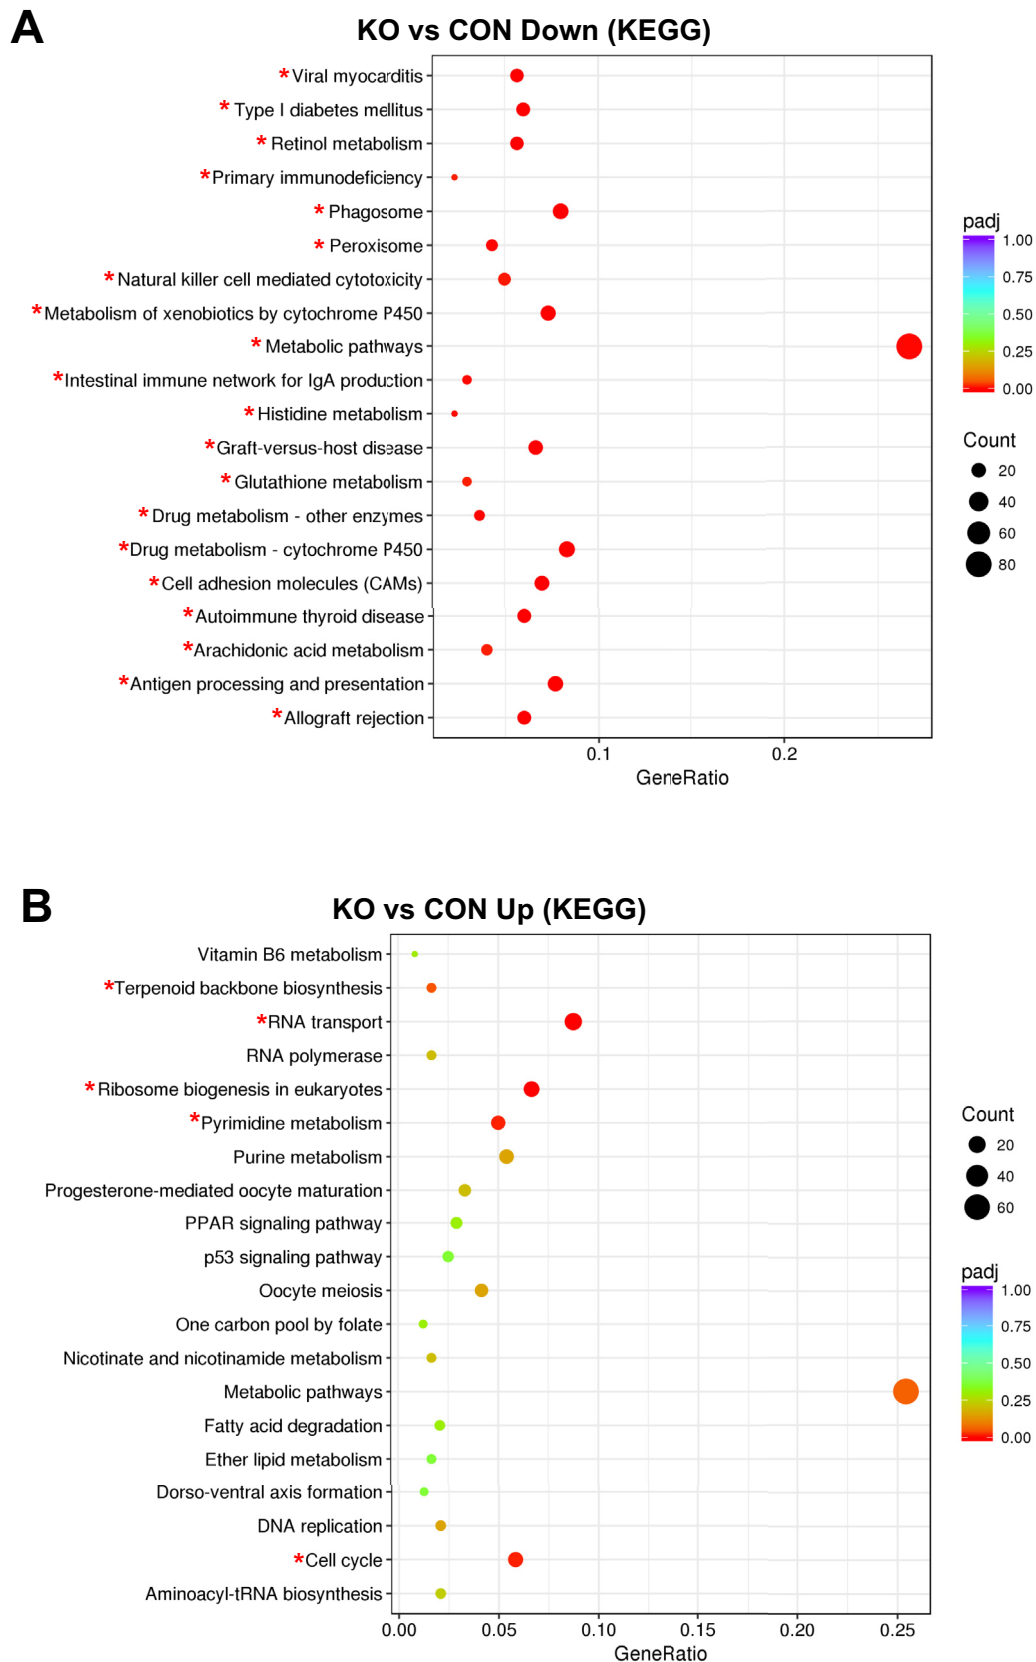 A
KO vs CON Down (KEGG)
* Viral myocarditis
* Type I diabetes mellitus
* Retinol metabolism
* Primary immunodeficiency
* Phagosome
* Peroxisome
* Natural killer cell mediated cytotoxicity
* Metabolism of xenobiotics by cytochrome P450
* Metabolic pathways
* Intestinal immune network for IgA production
* Histidine metabolism
* Graft-versus-host disease
* Glutathione metabolism
* Drug metabolism - other enzymes
* Drug metabolism - cytochrome P450
* Cell adhesion molecules (CAMs)
* Autoimmune thyroid disease
* Arachidonic acid metabolism
* Antigen processing and presentation
* Allograft rejection
0.1 0.2
GeneRatio
padj
1.00
0.75
0.50
0.25
0.00
Count
20
40
60
80
B
KO vs CON Up (KEGG)
Vitamin B6 metabolism
* Terpenoid backbone biosynthesis
* RNA transport
RNA polymerase
* Ribosome biogenesis in eukaryotes
* Pyrimidine metabolism
Purine metabolism
Progesterone-mediated oocyte maturation
PPAR signaling pathway
p53 signaling pathway
Oocyte meiosis
One carbon pool by folate
Nicotinate and nicotinamide metabolism
Metabolic pathways
Fatty acid degradation
Ether lipid metabolism
Dorso-ventral axis formation
DNA replication
* Cell cycle
Aminoacyl-tRNA biosynthesis
0.00 0.05 0.10 0.15 0.20 0.25
GeneRatio
Count
20
40
60
padj
1.00
0.75
0.50
0.25
0.00